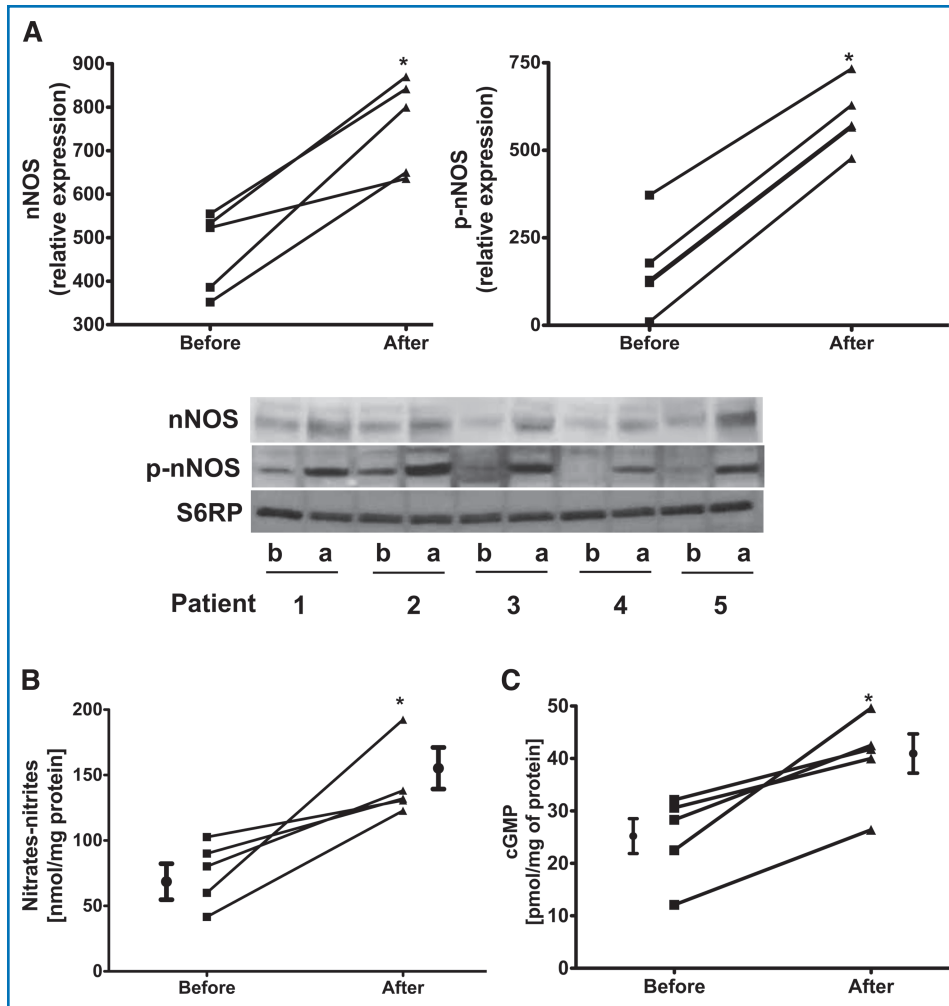 A
nNOS
(relative expression)
900
800
700
600
500
400
300
*
Before After
p-nNOS
(relative expression)
750
500
250
0
*
Before After
nNOS
p-nNOS
S6RP
b a b a b a b a b a
Patient 1 2 3 4 5
B
Nitrates-nitrites
[nmol/mg protein]
200
150
100
50
0
*
Before After
C
cGMP
[pmol/mg of protein]
50
40
30
20
10
0
*
Before After